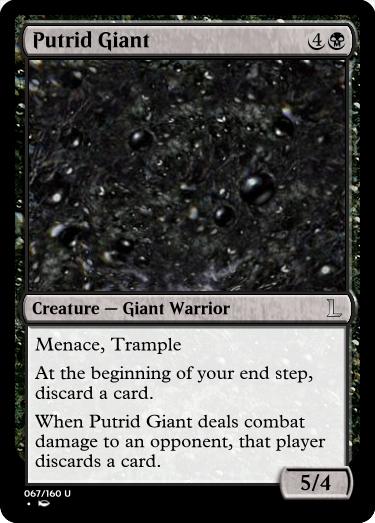 Putrid Giant 4
Creature — Giant Warrior L
Menace, Trample
At the beginning of your end step,
discard a card.
When Putrid Giant deals combat
damage to an opponent, that player
discards a card.
5/4
067/160 U